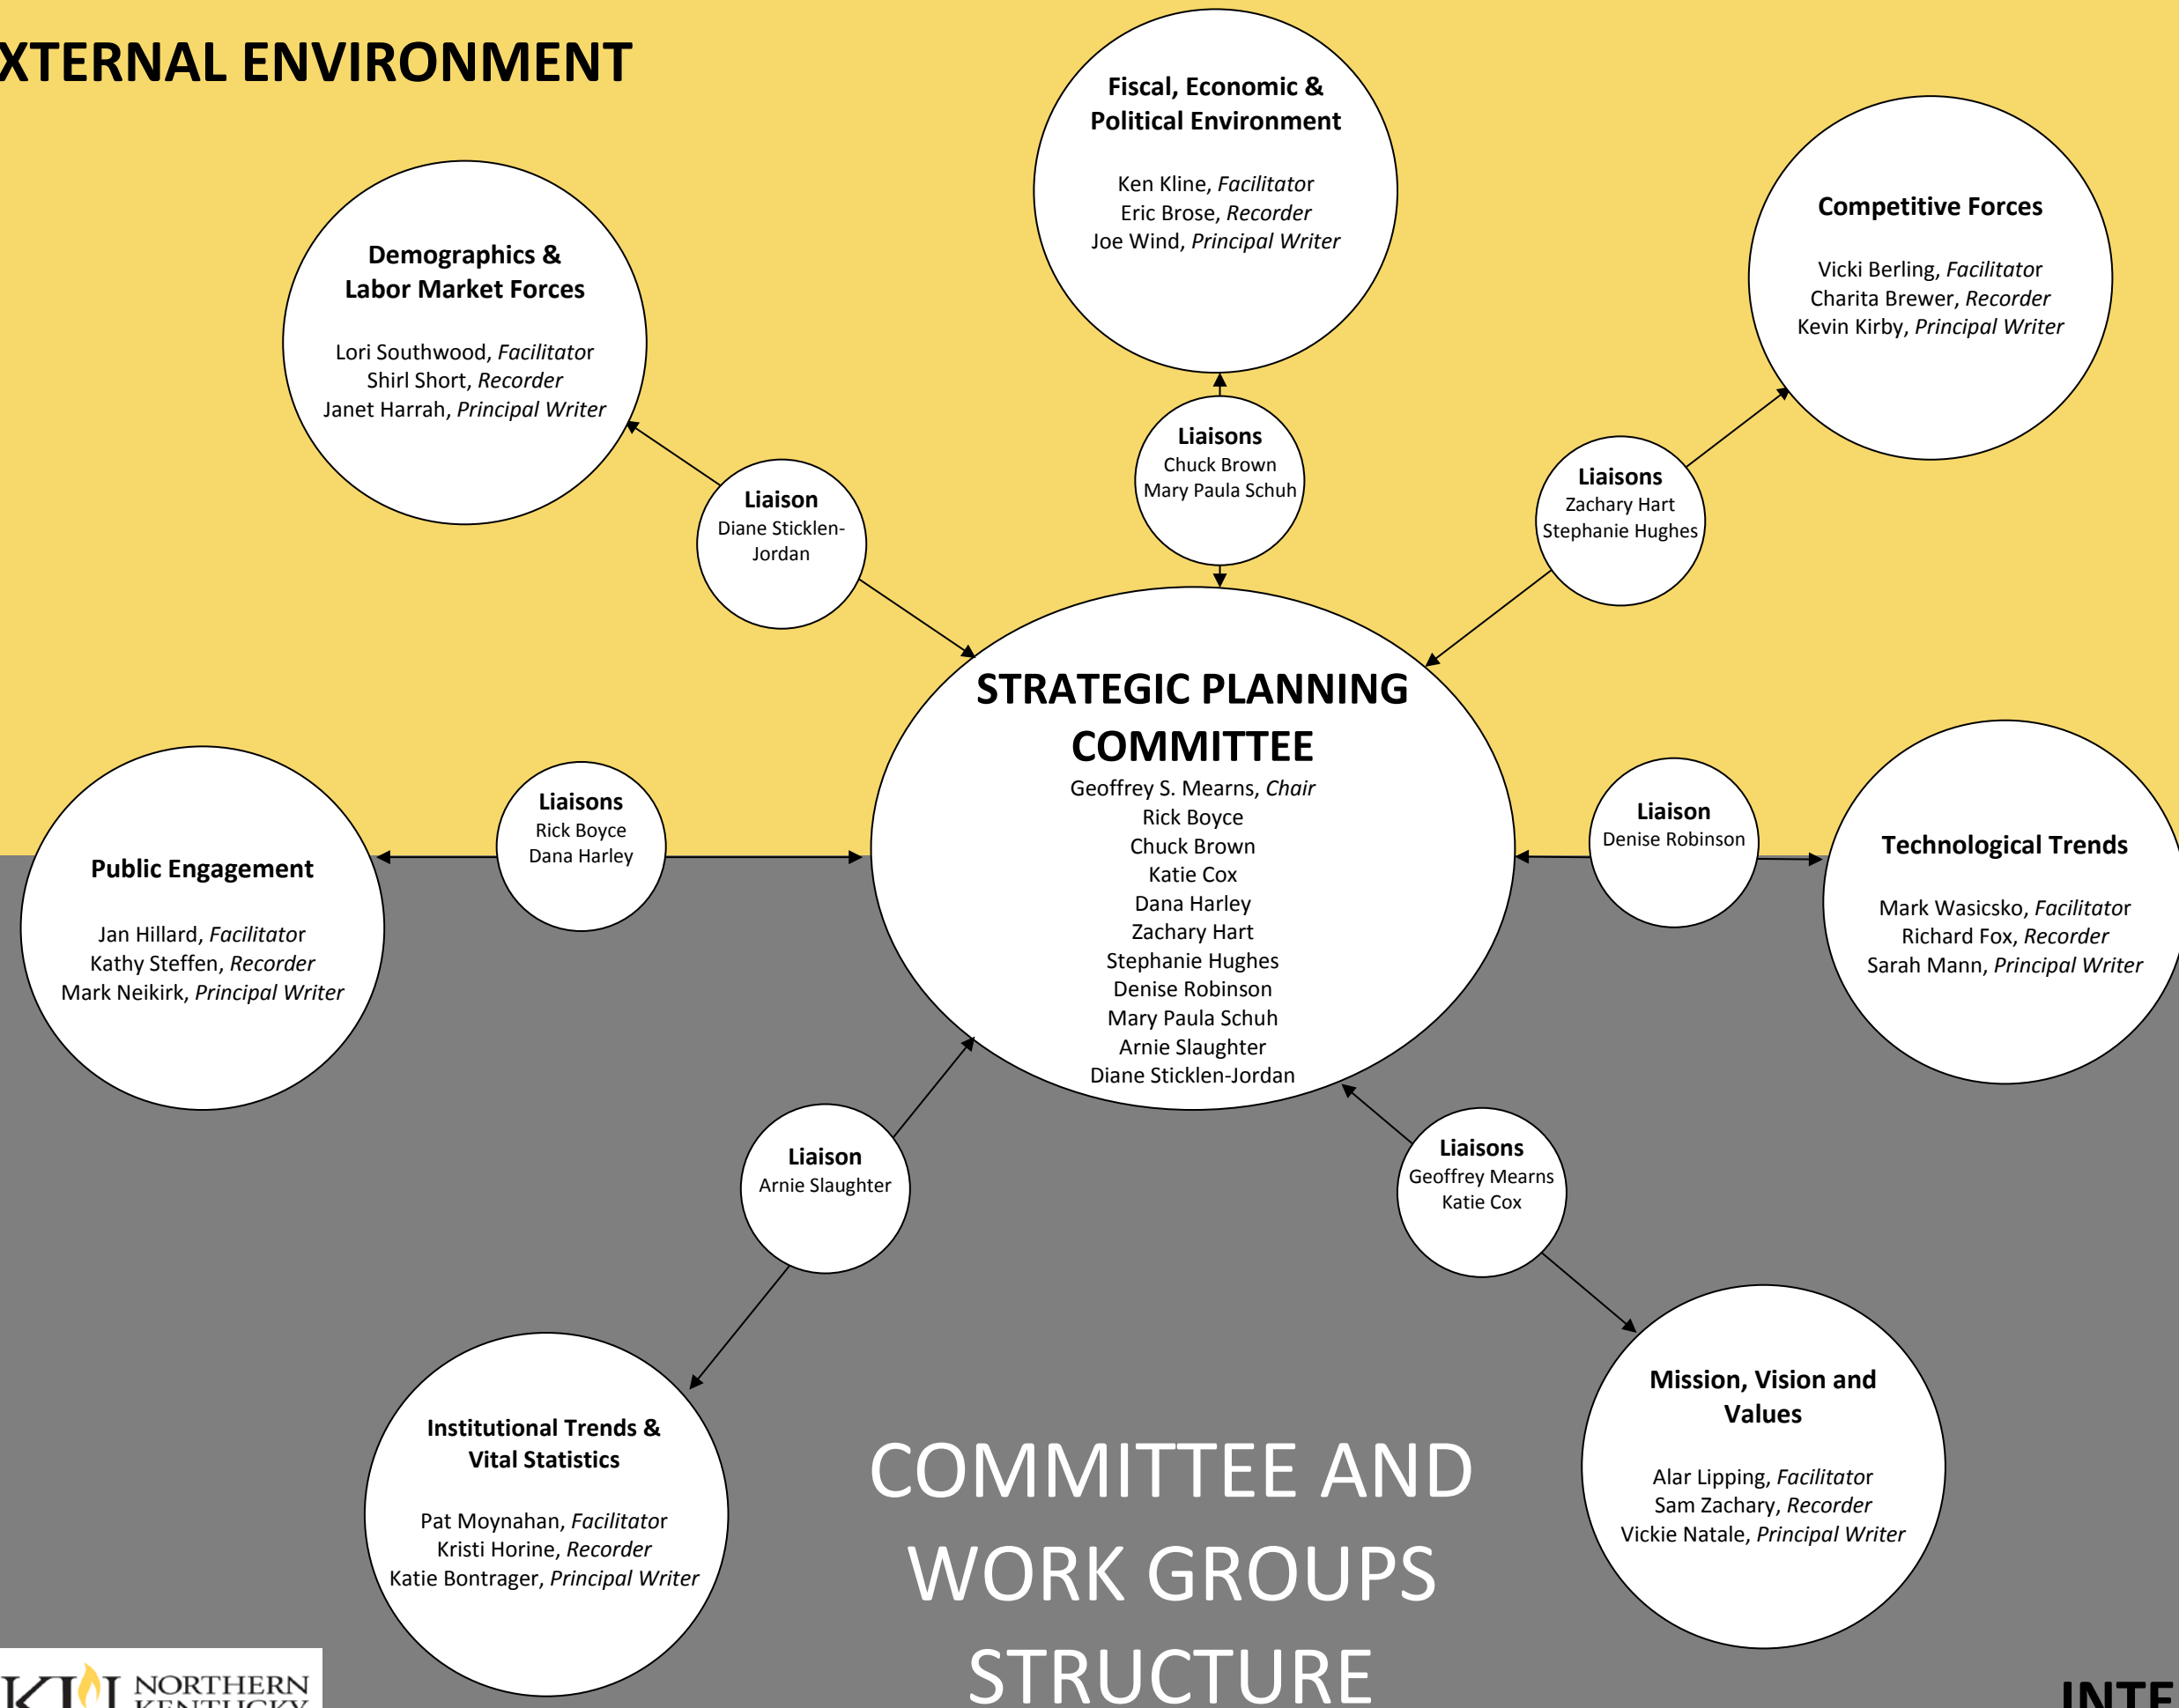 XTERNAL ENVIRONMENT
Fiscal, Economic &
Political Environment
Ken Kline, Facilitator
Eric Brose, Recorder
Joe Wind, Principal Writer
Competitive Forces
Vicki Berling, Facilitator
Charita Brewer, Recorder
Kevin Kirby, Principal Writer
Demographics &
Labor Market Forces
Lori Southwood, Facilitator
Shirl Short, Recorder
Janet Harrah, Principal Writer
Liaisons
Chuck Brown
Mary Paula Schuh
Liaisons
Zachary Hart
Stephanie Hughes
Liaison
Diane Sticklen-
Jordan
STRATEGIC PLANNING
COMMITTEE
Geoffrey S. Mearns, Chair
Rick Boyce
Chuck Brown
Katie Cox
Dana Harley
Zachary Hart
Stephanie Hughes
Denise Robinson
Mary Paula Schuh
Arnie Slaughter
Diane Sticklen-Jordan
Liaisons
Rick Boyce
Dana Harley
Liaison
Denise Robinson
Public Engagement
Jan Hillard, Facilitator
Kathy Steffen, Recorder
Mark Neikirk, Principal Writer
Technological Trends
Mark Wasicsko, Facilitator
Richard Fox, Recorder
Sarah Mann, Principal Writer
Liaison
Arnie Slaughter
Liaisons
Geoffrey Mearns
Katie Cox
Institutional Trends &
Vital Statistics
Pat Moynahan, Facilitator
Kristi Horine, Recorder
Katie Bontrager, Principal Writer
Mission, Vision and
Values
Alar Lipping, Facilitator
Sam Zachary, Recorder
Vickie Natale, Principal Writer
COMMITTEE AND
WORK GROUPS
STRUCTURE
NORTHERN
KENTUCKY
INTE